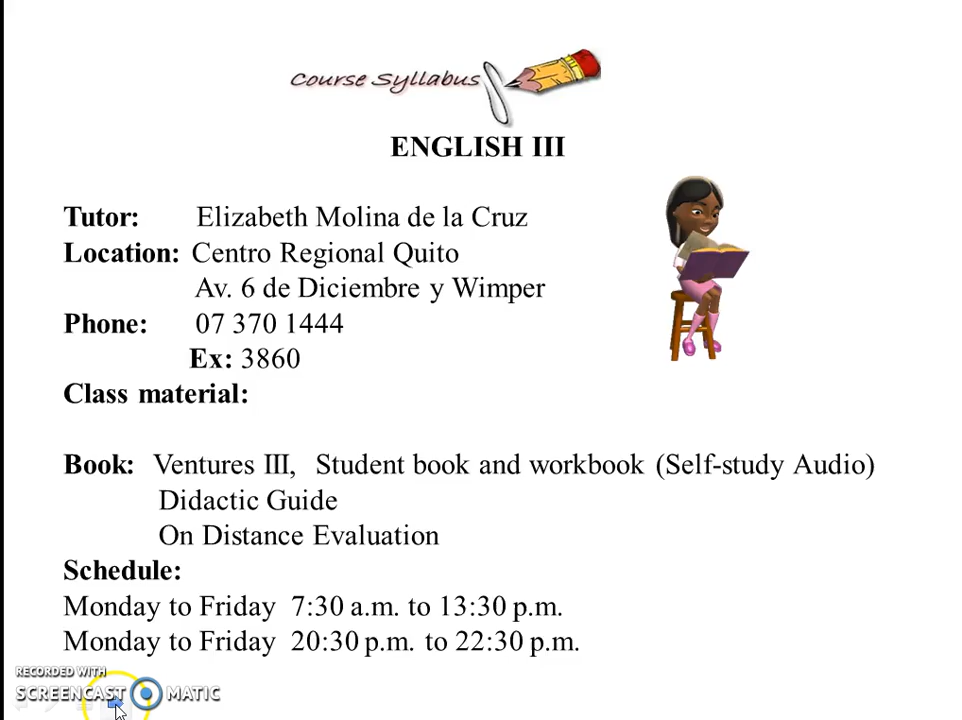 Course Syllabus
ENGLISH III
Tutor: Elizabeth Molina de la Cruz
Location: Centro Regional Quito
Av. 6 de Diciembre y Wimper
Phone: 07 370 1444
Ex: 3860
Class material:
Book: Ventures III, Student book and workbook (Self-study Audio)
Didactic Guide
On Distance Evaluation
Schedule:
Monday to Friday 7:30 a.m. to 13:30 p.m.
Monday to Friday 20:30 p.m. to 22:30 p.m.
RECORDED WITH
SCREENCAST MATIC